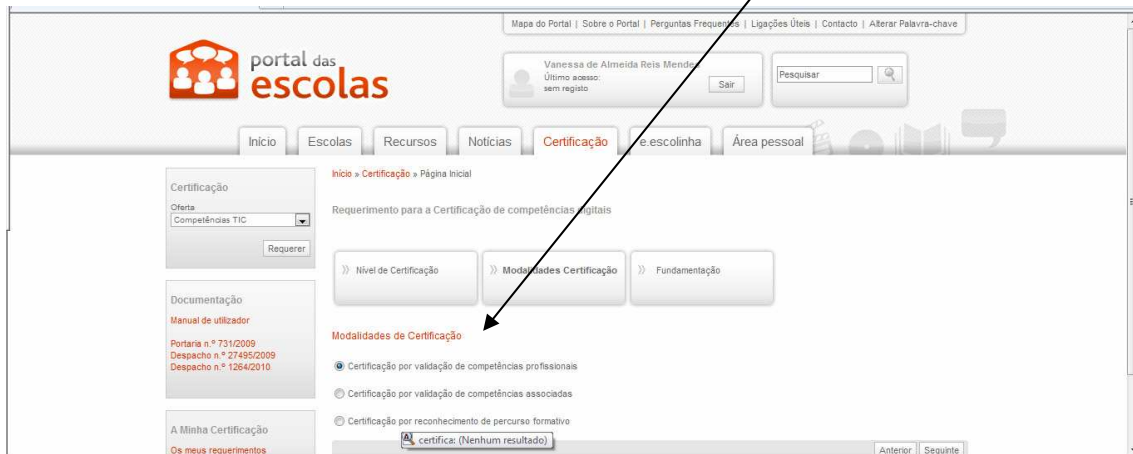 Mapa do Portal | Sobre o Portal | Perguntas Frequentes | Ligações Úteis | Contacto | Alterar Palavra-chave
portal das
escolas
Vanessa de Almeida Reis Mendes
Último acesso:
sem registo
Sair
Pesquisar
Início
Escolas
Recursos
Notícias
Certificação
e.escolinha
Área pessoal
Início » Certificação » Página Inicial
Certificação
Oferta
Competências TIC
Requerer
Requerimento para a Certificação de competências digitais
Nível de Certificação
Modalidades Certificação
Fundamentação
Documentação
Manual de utilizador
Portaria n.º 731/2009
Despacho n.º 27495/2009
Despacho n.º 1264/2010
Modalidades de Certificação
Certificação por validação de competências profissionais
Certificação por validação de competências associadas
Certificação por reconhecimento de percurso formativo
certifica: (Nenhum resultado)
A Minha Certificação
Os meus requerimentos
Anterior
Seguinte